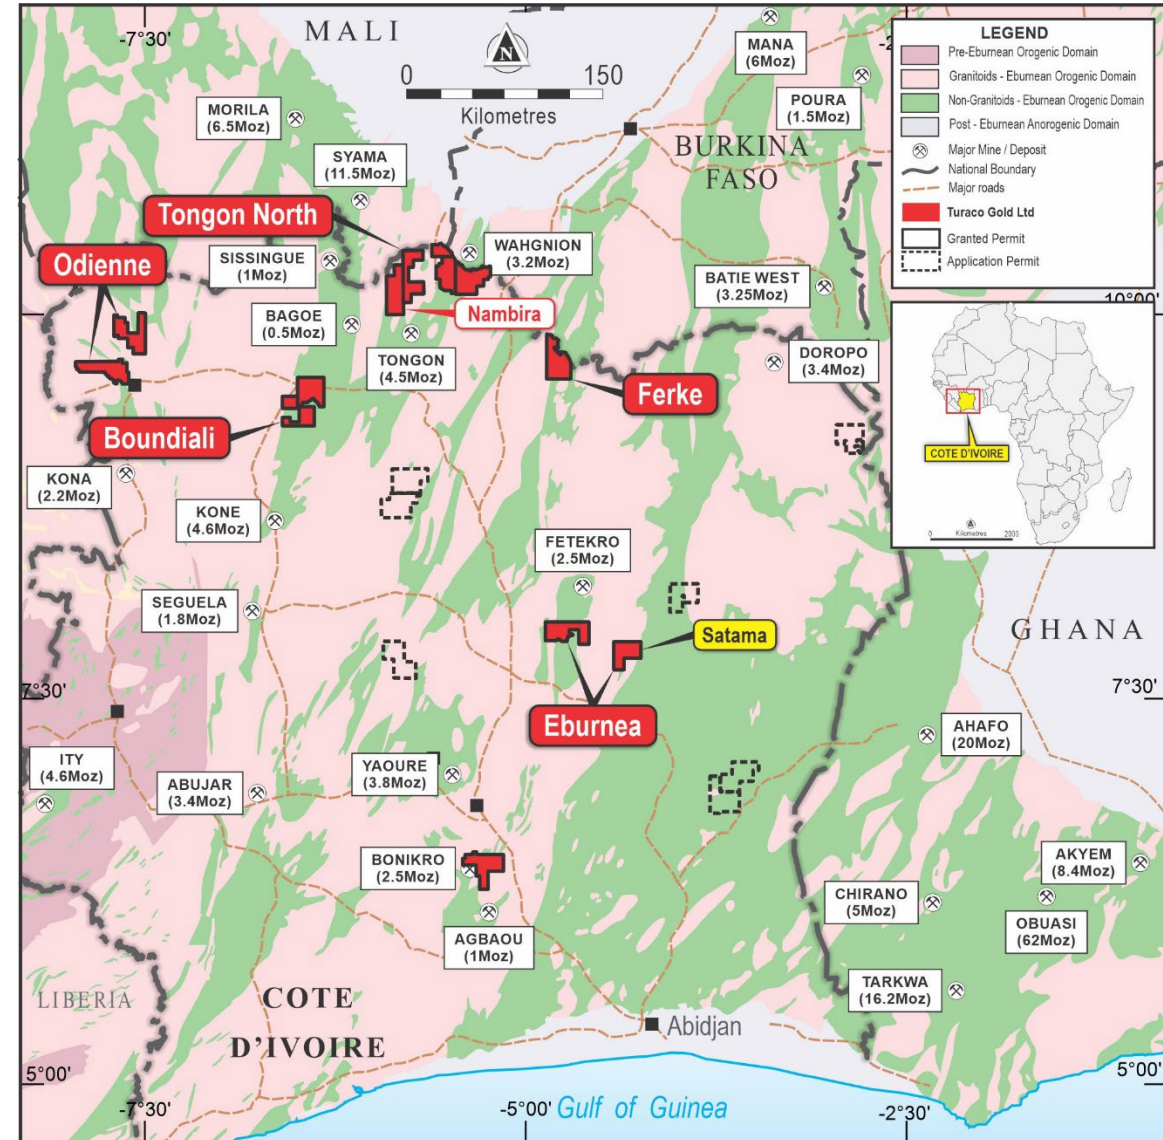 -7°30'
MALI
0 150
Kilometres
N
MANA
(6Moz)
POURA
(1.5Moz)
LEGEND
Pre-Eburnean Orogenic Domain
Granitoids - Eburnean Orogenic Domain
Non-Granitoids - Eburnean Orogenic Domain
Post - Eburnean Anorogenic Domain
Major Mine / Deposit
National Boundary
Major roads
Turaco Gold Ltd
Granted Permit
Application Permit
MORILA
(6.5Moz)
SYAMA
(11.5Moz)
BURKINA
FASO
Tongon North
Odienne
SISSINGUE
(1Moz)
WAHGNION
(3.2Moz)
BATIE WEST
(3.25Moz)
10°00'
BAGOE
(0.5Moz)
Nambira
TONGON
(4.5Moz)
DOROPO
(3.4Moz)
Ferke
Boundiali
COTE D'IVOIRE
0 Kilometres 2000
KONA
(2.2Moz)
KONE
(4.6Moz)
FETEKRO
(2.5Moz)
SEGUELA
(1.8Moz)
Satama
GHANA
7°30'
7°30'
Eburnea
AHAFO
(20Moz)
ITY
(4.6Moz)
ABUJAR
(3.4Moz)
YAOURE
(3.8Moz)
BONIKRO
(2.5Moz)
AKYEM
(8.4Moz)
CHIRANO
(5Moz)
OBUASI
(62Moz)
AGBAOU
(1Moz)
TARKWA
(16.2Moz)
LIBERIA
COTE
D'IVOIRE
Abidjan
5°00'
5°00'
-7°30'
-5°00'
Gulf of Guinea
-2°30'